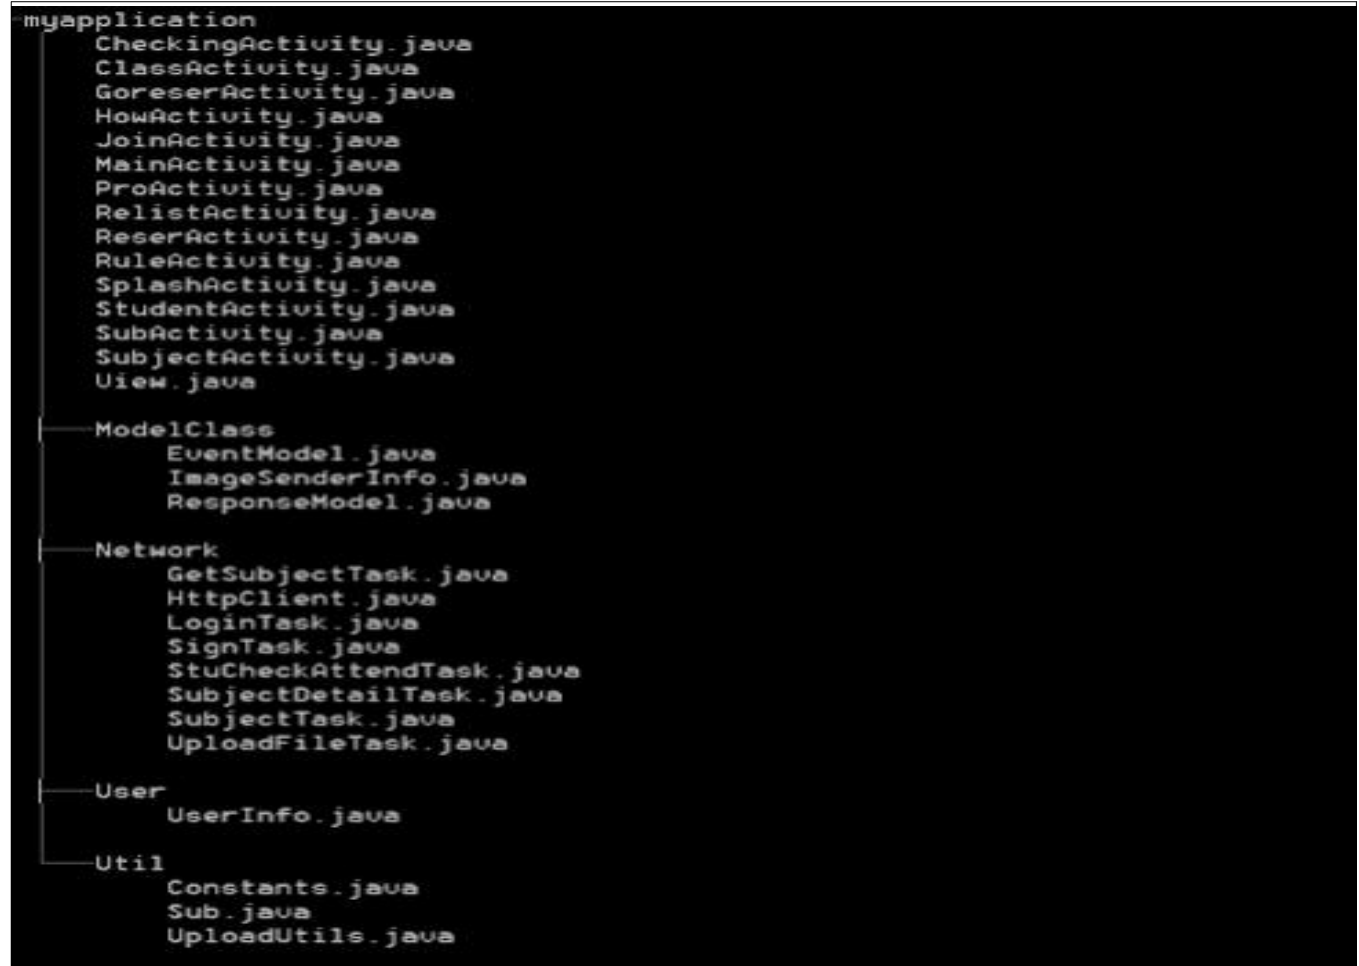 myapplication
CheckingActivity.java
ClassActivity.java
GoreserActivity.java
HowActivity.java
JoinActivity.java
MainActivity.java
ProActivity.java
RelistActivity.java
ReserActivity.java
RuleActivity.java
SplashActivity.java
StudentActivity.java
SubActivity.java
SubjectActivity.java
View.java
ModelClass
EventModel.java
ImageSenderInfo.java
ResponseModel.java
Network
GetSubjectTask.java
HttpClient.java
LoginTask.java
SignTask.java
StuCheckAttendTask.java
SubjectDetailTask.java
SubjectTask.java
UploadFileTask.java
User
UserInfo.java
Util
Constants.java
Sub.java
UploadUtils.java